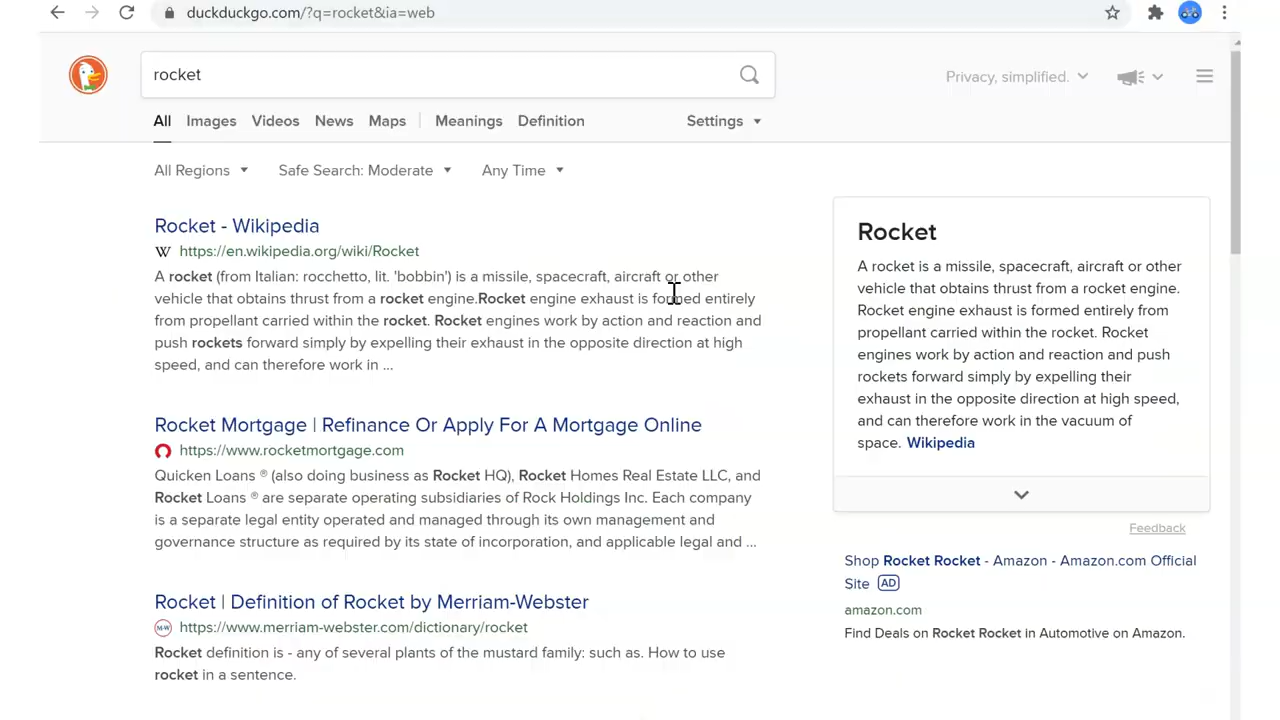 duckduckgo.com/?q=rocket&ia=web
rocket
Privacy, simplified.
All Images Videos News Maps Meanings Definition Settings
All Regions Safe Search: Moderate Any Time
Rocket - Wikipedia
W https://en.wikipedia.org/wiki/Rocket
A rocket (from Italian: rocchetto, lit. 'bobbin') is a missile, spacecraft, aircraft or other
vehicle that obtains thrust from a rocket engine.Rocket engine exhaust is formed entirely
from propellant carried within the rocket. Rocket engines work by action and reaction and
push rockets forward simply by expelling their exhaust in the opposite direction at high
speed, and can therefore work in ...
Rocket Mortgage | Refinance Or Apply For A Mortgage Online
https://www.rocketmortgage.com
Quicken Loans ® (also doing business as Rocket HQ), Rocket Homes Real Estate LLC, and
Rocket Loans ® are separate operating subsidiaries of Rock Holdings Inc. Each company
is a separate legal entity operated and managed through its own management and
governance structure as required by its state of incorporation, and applicable legal and ...
Rocket | Definition of Rocket by Merriam-Webster
M-W https://www.merriam-webster.com/dictionary/rocket
Rocket definition is - any of several plants of the mustard family: such as. How to use
rocket in a sentence.
Rocket
A rocket is a missile, spacecraft, aircraft or other
vehicle that obtains thrust from a rocket engine.
Rocket engine exhaust is formed entirely from
propellant carried within the rocket. Rocket
engines work by action and reaction and push
rockets forward simply by expelling their
exhaust in the opposite direction at high speed,
and can therefore work in the vacuum of
space. Wikipedia
Feedback
Shop Rocket Rocket - Amazon - Amazon.com Official
Site AD
amazon.com
Find Deals on Rocket Rocket in Automotive on Amazon.